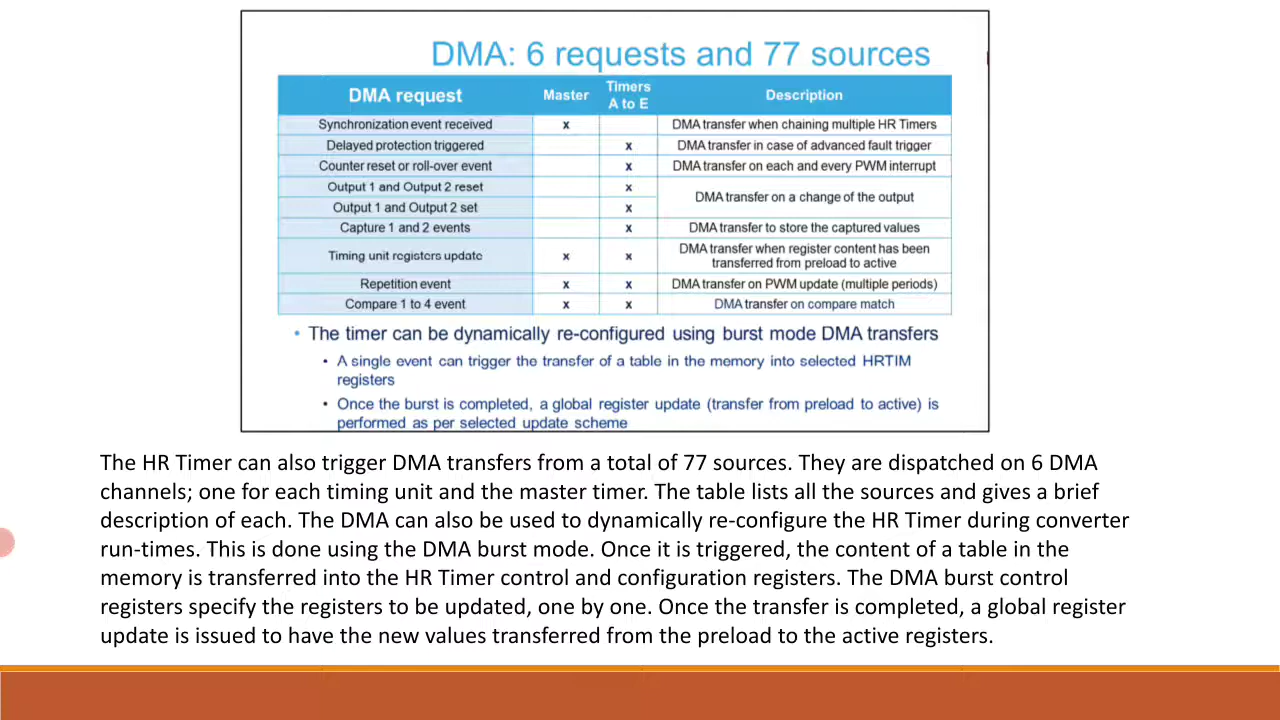 DMA: 6 requests and 77 sources
DMA request Master Timers A to E Description
Synchronization event received x DMA transfer when chaining multiple HR Timers
Delayed protection triggered x DMA transfer in case of advanced fault trigger
Counter reset or roll-over event x DMA transfer on each and every PWM interrupt
Output 1 and Output 2 reset x DMA transfer on a change of the output
Output 1 and Output 2 set x
Capture 1 and 2 events x DMA transfer to store the captured values
Timing unit registers update x x DMA transfer when register content has been
transferred from preload to active
Repetition event x x DMA transfer on PWM update (multiple periods)
Compare 1 to 4 event x x DMA transfer on compare match
• The timer can be dynamically re-configured using burst mode DMA transfers
• A single event can trigger the transfer of a table in the memory into selected HRTIM
registers
• Once the burst is completed, a global register update (transfer from preload to active) is
performed as per selected update scheme
The HR Timer can also trigger DMA transfers from a total of 77 sources. They are dispatched on 6 DMA
channels; one for each timing unit and the master timer. The table lists all the sources and gives a brief
description of each. The DMA can also be used to dynamically re-configure the HR Timer during converter
run-times. This is done using the DMA burst mode. Once it is triggered, the content of a table in the
memory is transferred into the HR Timer control and configuration registers. The DMA burst control
registers specify the registers to be updated, one by one. Once the transfer is completed, a global register
update is issued to have the new values transferred from the preload to the active registers.